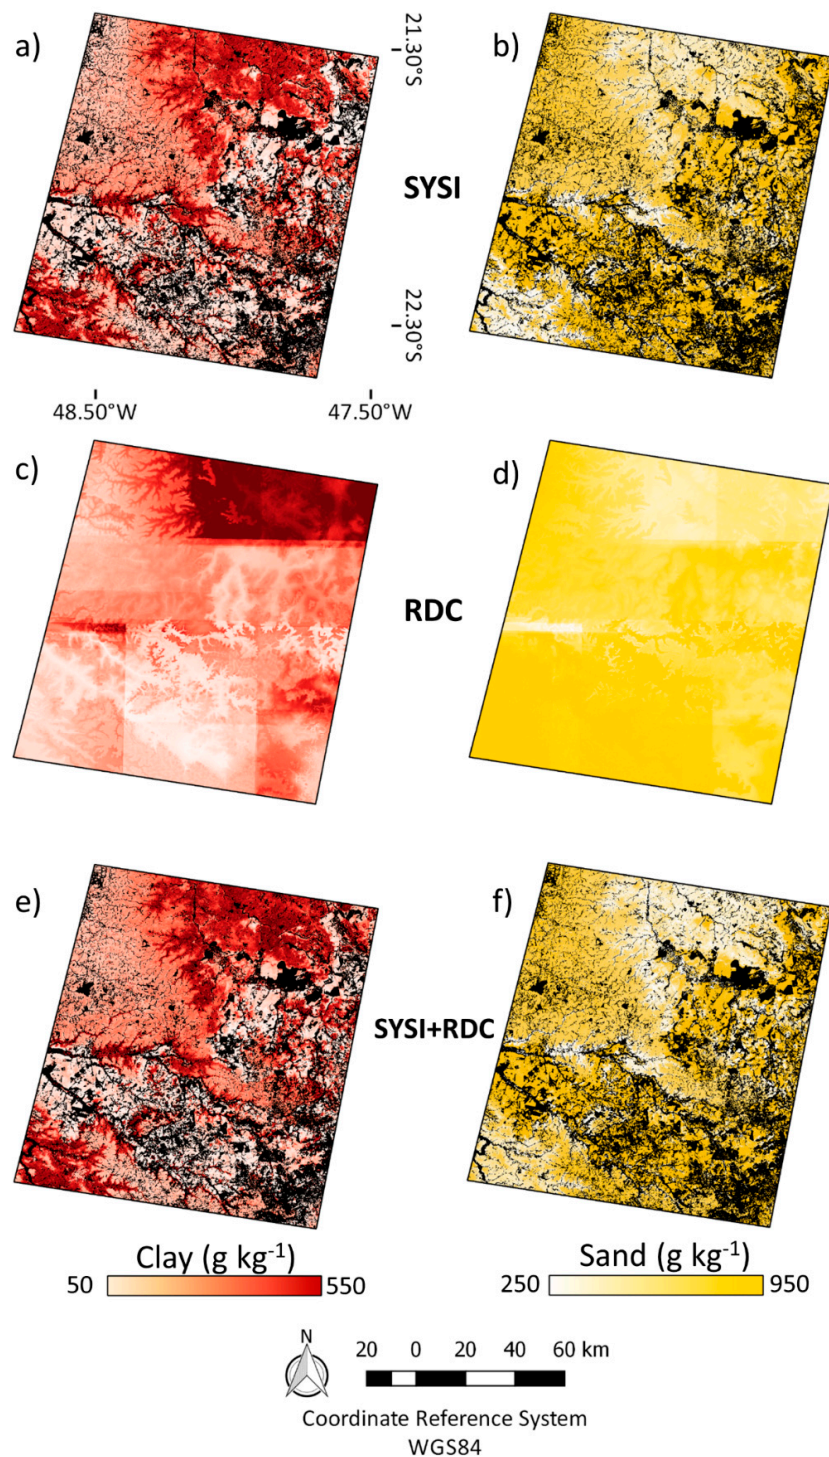 a)
21.30°S
b)
SYSI
22.30°S
48.50°W
47.50°W
c)
d)
RDC
e)
f)
SYSI+RDC
Clay (g kg⁻¹)
50
550
Sand (g kg⁻¹)
250
950
N
20 0 20 40 60 km
Coordinate Reference System
WGS84